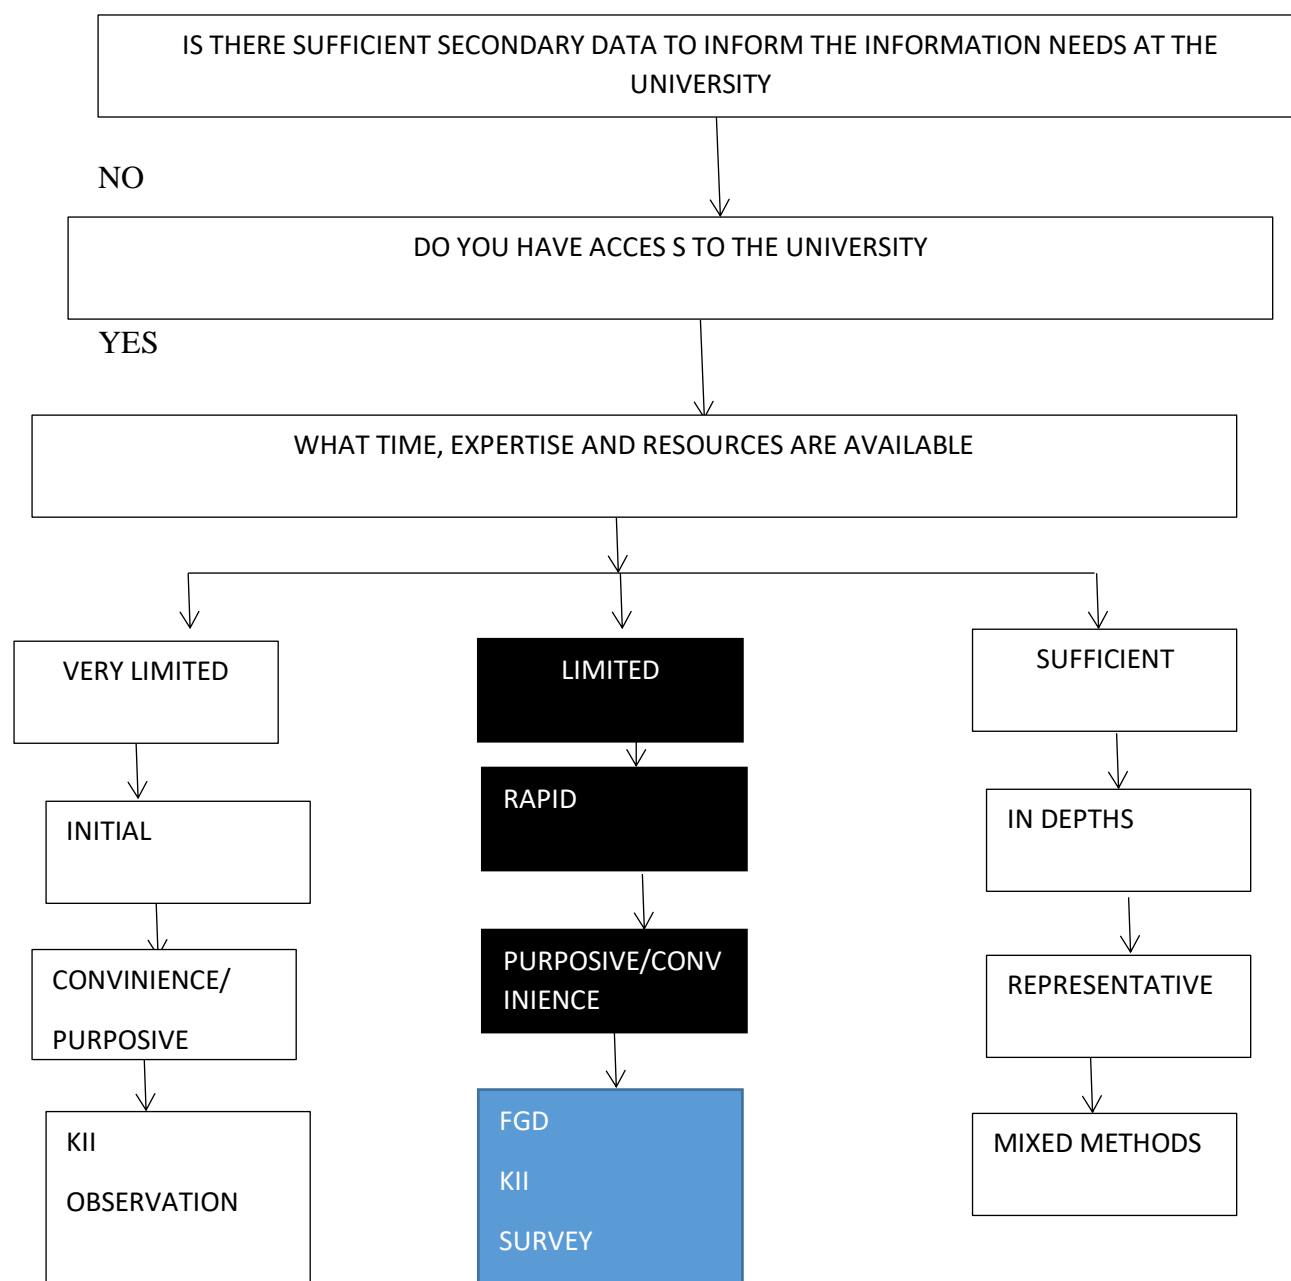 IS THERE SUFFICIENT SECONDARY DATA TO INFORM THE INFORMATION NEEDS AT THE
UNIVERSITY
NO
DO YOU HAVE ACCES S TO THE UNIVERSITY
YES
WHAT TIME, EXPERTISE AND RESOURCES ARE AVAILABLE
VERY LIMITED
LIMITED
SUFFICIENT
INITIAL
RAPID
IN DEPTHS
CONVINIENCE/
PURPOSIVE
PURPOSIVE/CONV
INIENCE
REPRESENTATIVE
KII
OBSERVATION
FGD
KII
SURVEY
MIXED METHODS